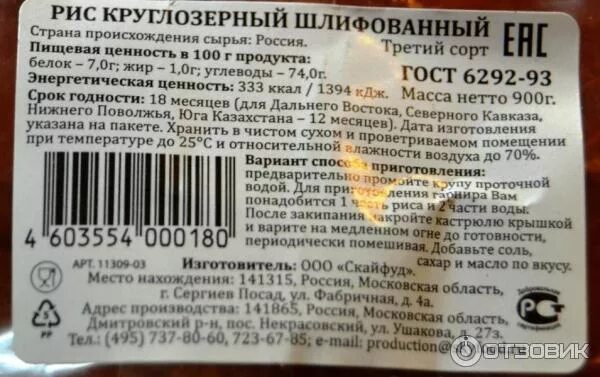 РИС КРУГЛОЗЕРНЫЙ ШЛИФОВАННЫЙ
Страна происхождения сырья: Россия.
Третий сорт
EAC
Пищевая ценность в 100 г продукта:
белок – 7,0г; жир – 1,0г; углеводы – 74,0г.
ГОСТ 6292-93
Энергетическая ценность: 333 ккал / 1394 кДж.
Масса нетто 900г.
Срок годности: 18 месяцев (для Дальнего Востока, Северного Кавказа,
Нижнего Поволжья, Юга Казахстана – 12 месяцев). Дата изготовления
указана на пакете. Хранить в чистом сухом и проветриваемом помещении
при температуре до 25°С и относительной влажности воздуха до 70%.
Вариант способа приготовления:
предварительно промойте крупу проточной
водой. Для приготовления гарнира Вам
понадобится 1 часть риса и 2 части воды.
После закипания закройте кастрюлю крышкой
и варите на медленном огне до готовности,
периодически помешивая. Добавьте соль,
сахар и масло по вкусу.
4 603554 000180
АРТ. 11309-03
Изготовитель: ООО «Скайфуд».
Место нахождения: 141315, Россия, Московская область,
г. Сергиев Посад, ул. Фабричная, д. 4а.
Адрес производства: 141865, Россия, Московская область,
Дмитровский р-н, пос. Некрасовский, ул. Ушакова, д. 27з.
Тел.: (495) 737-80-60, 723-67-85; e-mail: production@
5
PP
Добровольная
РСТ
сертификация
ОТЗОВИК